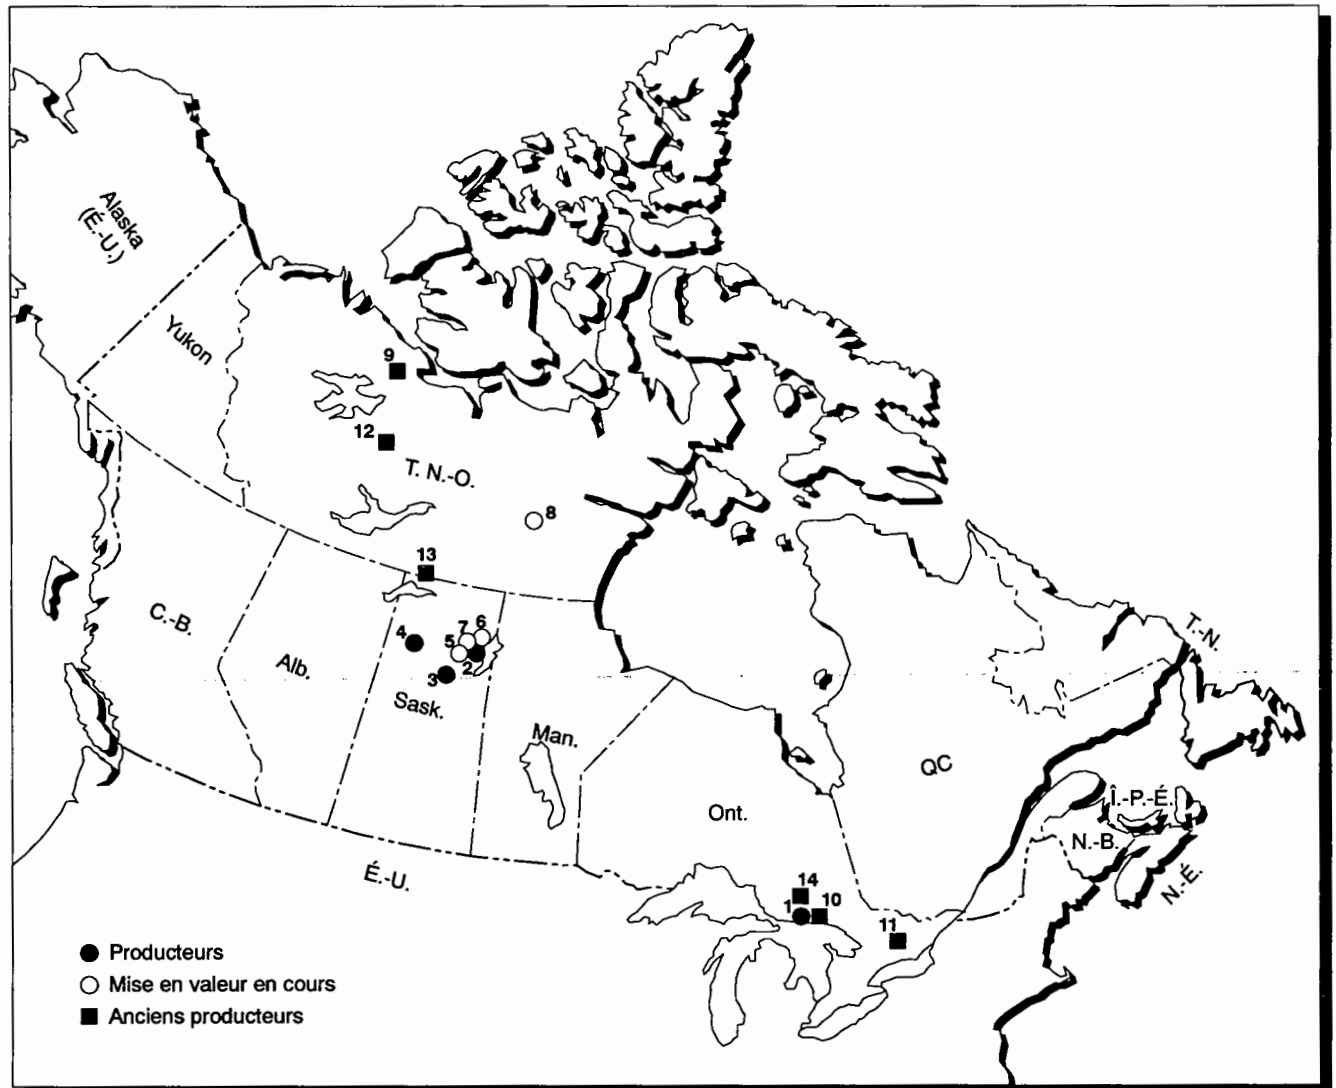 Alaska
(É.-U.)
Yukon
9
12
T. N.-O.
8
13
C.-B.
Alb.
4
7
6
5
2
3
Sask.
Man.
T.-N.
QC
Ont.
Î.-P.-É.
N.-B.
N.-É.
É.-U.
14
1
10
11
Producteurs
Mise en valeur en cours
Anciens producteurs